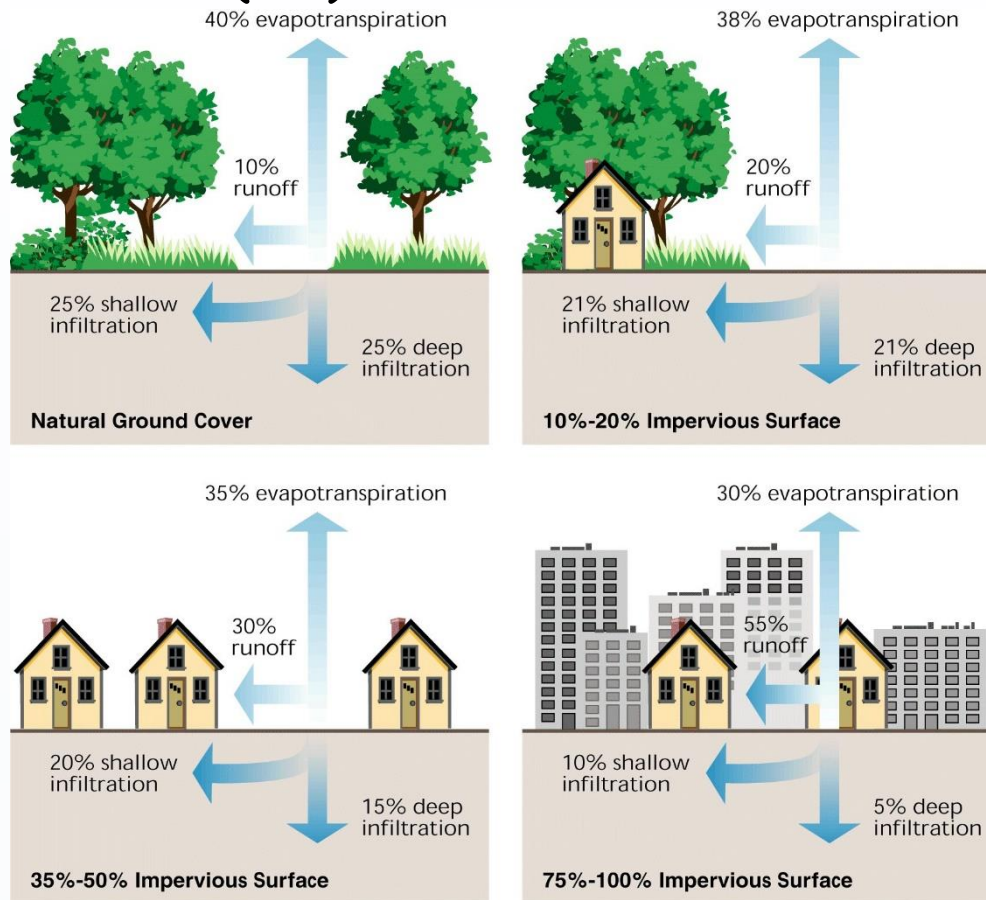 40% evapotranspiration
10%
runoff
25% shallow
infiltration
25% deep
infiltration
Natural Ground Cover
38% evapotranspiration
20%
runoff
21% shallow
infiltration
21% deep
infiltration
10%-20% Impervious Surface
35% evapotranspiration
30%
runoff
20% shallow
infiltration
15% deep
infiltration
35%-50% Impervious Surface
30% evapotranspiration
55%
runoff
10% shallow
infiltration
5% deep
infiltration
75%-100% Impervious Surface